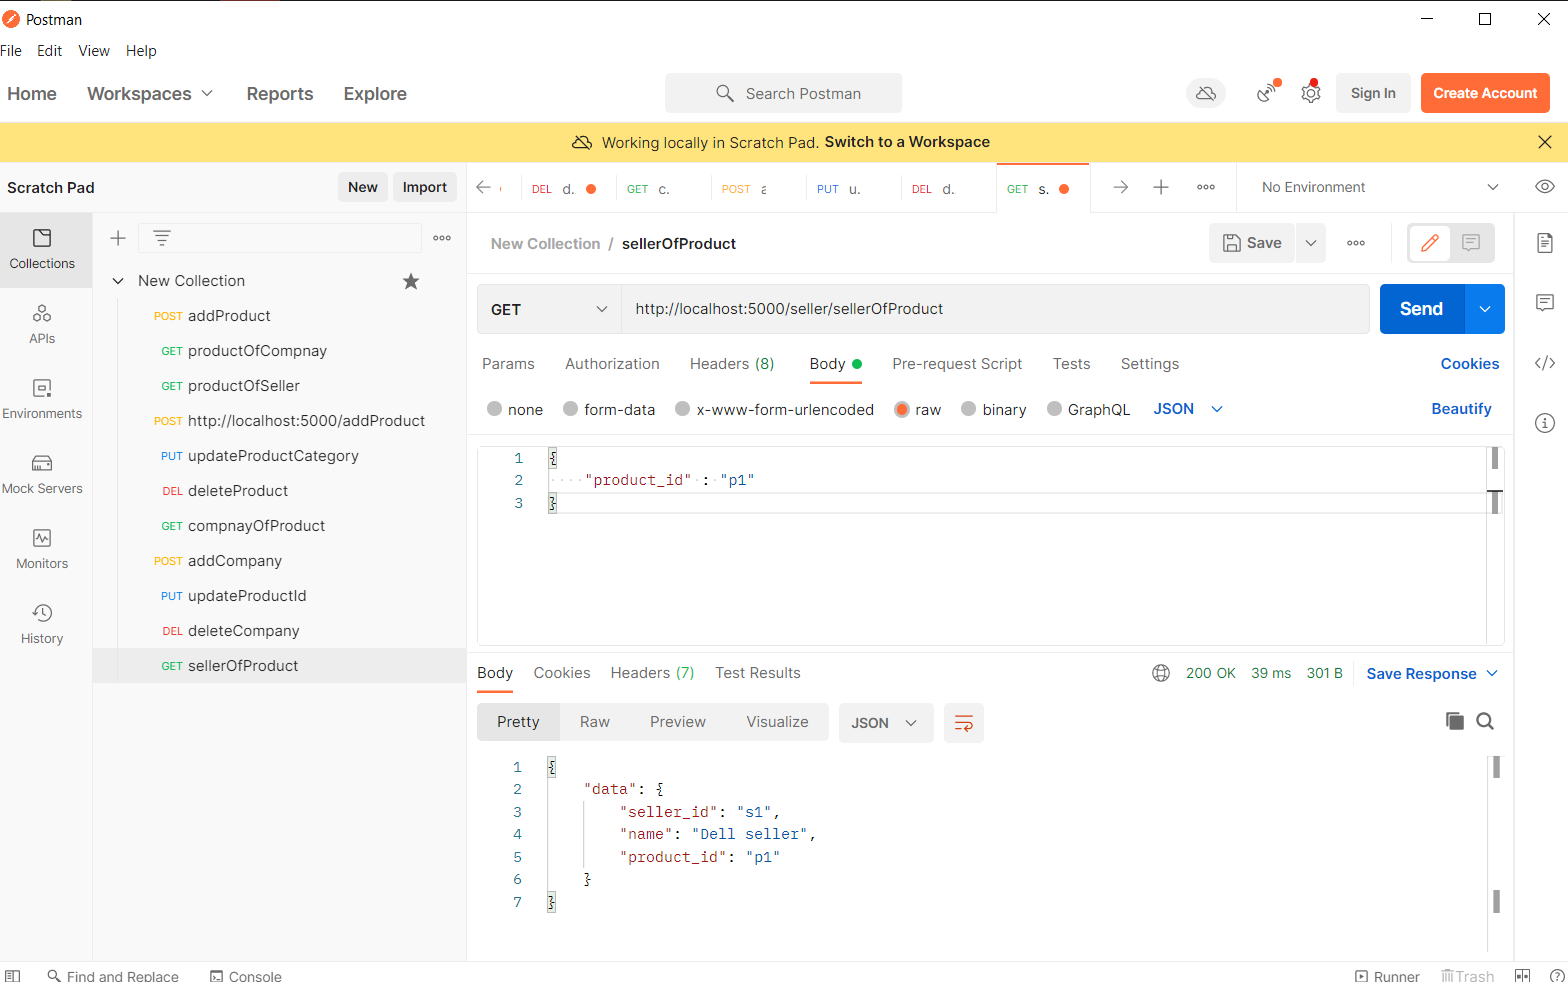 Postman
File Edit View Help
Home Workspaces Reports Explore Search Postman Sign In Create Account
Working locally in Scratch Pad. Switch to a Workspace
Scratch Pad New Import
DEL d. GET c. POST a PUT u. DEL d. GET s. No Environment
Collections
APIs
Environments
Mock Servers
Monitors
History
New Collection
POST addProduct
GET productOfCompnay
GET productOfSeller
POST http://localhost:5000/addProduct
PUT updateProductCategory
DEL deleteProduct
GET compnayOfProduct
POST addCompany
PUT updateProductId
DEL deleteCompany
GET sellerOfProduct
New Collection / sellerOfProduct Save
GET http://localhost:5000/seller/sellerOfProduct Send
Params Authorization Headers (8) Body Pre-request Script Tests Settings Cookies
none form-data x-www-form-urlencoded raw binary GraphQL JSON Beautify
1 {
2 "product_id" : "p1"
3 }
Body Cookies Headers (7) Test Results 200 OK 39 ms 301 B Save Response
Pretty Raw Preview Visualize JSON
1 {
2 "data": {
3 "seller_id": "s1",
4 "name": "Dell seller",
5 "product_id": "p1"
6 }
7 }
Find and Replace Console Runner Trash